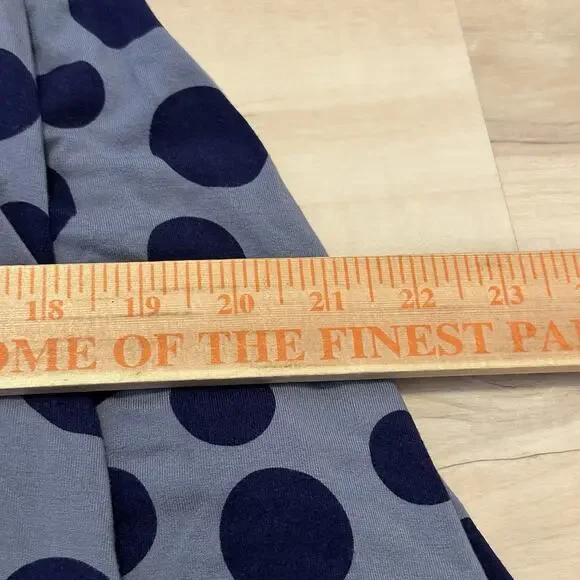 18 19 20 21 22 23
OME OF THE FINEST PA